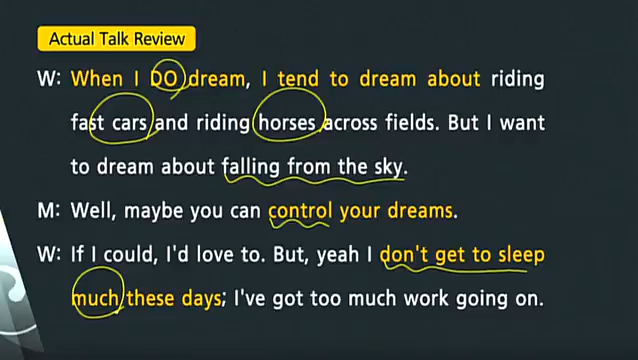 Actual Talk Review
W: When I DO dream, I tend to dream about riding
fast cars and riding horses across fields. But I want
to dream about falling from the sky.
M: Well, maybe you can control your dreams.
W: If I could, I'd love to. But, yeah I don't get to sleep
much these days; I've got too much work going on.